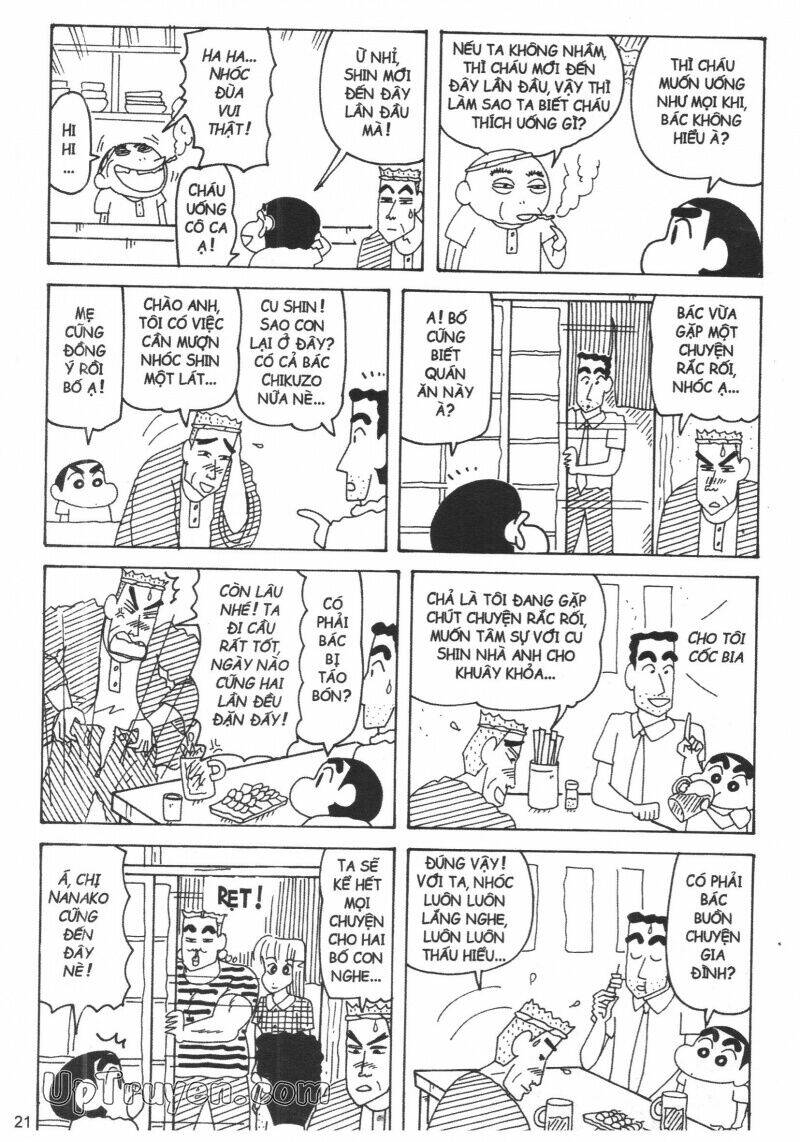 THÌ CHÁU
MUỐN UỐNG
NHƯ MỌI KHI,
BÁC KHÔNG
HIỂU À?
NẾU TA KHÔNG NHẦM,
THÌ CHÁU MỚI ĐẾN
ĐÂY LẦN ĐẦU, VẬY THÌ
LÀM SAO TA BIẾT CHÁU
THÍCH UỐNG GÌ?
Ừ NHỈ,
SHIN MỚI
ĐẾN ĐÂY
LẦN ĐẦU
MÀ!
HA HA...
NHÓC
ĐÙA
VUI
THẬT!
HI
HI
...
CHÁU
UỐNG
CÔ CA
Ạ!
BÁC VỪA
GẶP MỘT
CHUYỆN
RẮC RỐI,
NHÓC Ạ...
A! BỐ
CŨNG
BIẾT
QUÁN
ĂN NÀY
À?
CU SHIN!
SAO CON
LẠI Ở ĐÂY?
CÓ CẢ BÁC
CHIKUZO
NỮA NÈ...
CHÀO ANH,
TÔI CÓ VIỆC
CẦN MƯỢN
NHÓC SHIN
MỘT LÁT...
MẸ
CŨNG
ĐỒNG
Ý RỒI
BỐ Ạ!
CHO TÔI
CỐC BIA
CHẢ LÀ TÔI ĐANG GẶP
CHÚT CHUYỆN RẮC RỐI,
MUỐN TÂM SỰ VỚI CU
SHIN NHÀ ANH CHO
KHUÂY KHỎA...
CÓ
PHẢI
BÁC
BỊ
TÁO
BÓN?
CÒN LÂU
NHÉ! TA
ĐI CẦU
RẤT TỐT,
NGÀY NÀO
CŨNG HAI
LẦN ĐỀU
ĐẶN ĐẤY!
CÓ PHẢI
BÁC
BUỒN
CHUYỆN
GIA
ĐÌNH?
ĐÚNG VẬY!
VỚI TA, NHÓC
LUÔN LUÔN
LẮNG NGHE,
LUÔN LUÔN
THẤU HIỂU...
TA SẼ
KỂ HẾT
MỌI
CHUYỆN
CHO HAI
BỐ CON
NGHE...
RẸT!
Á, CHỊ
NANAKO
CŨNG
ĐẾN
ĐÂY
NÈ!
UpTruyen.com
21